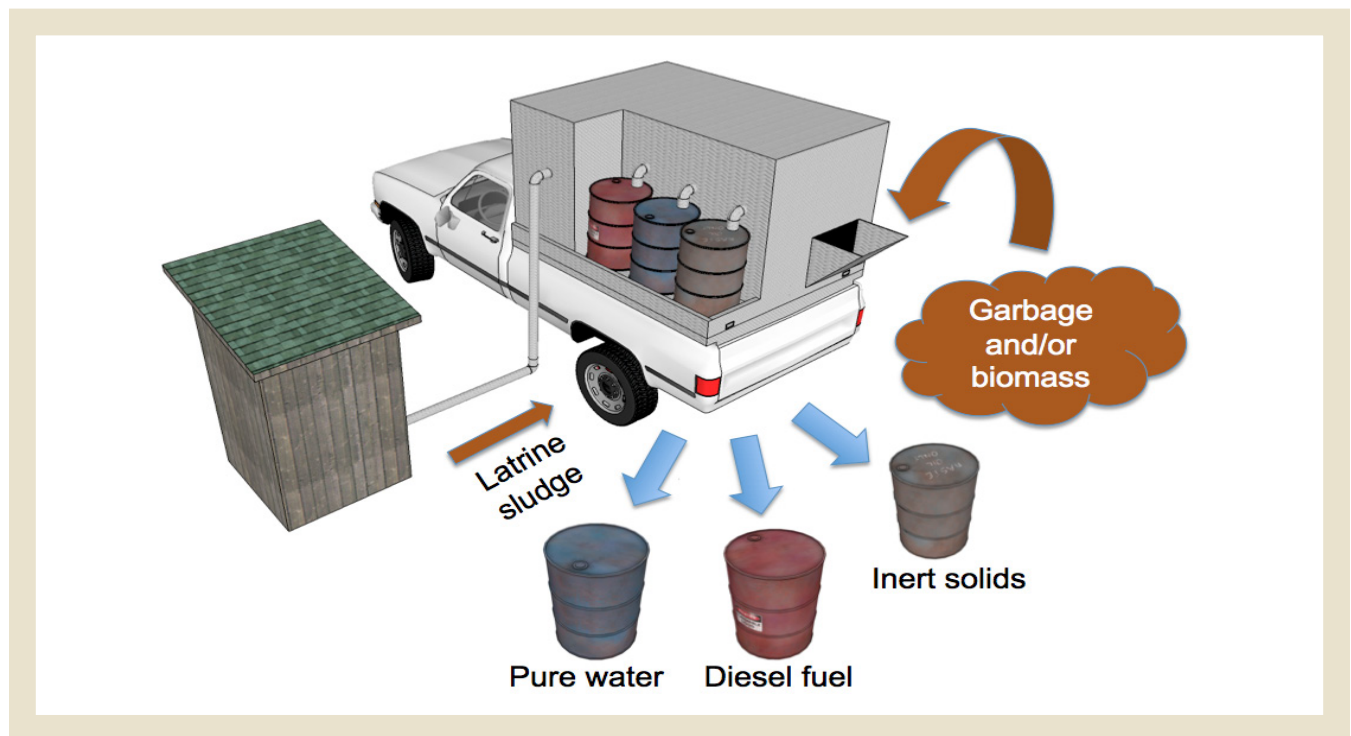 Garbage
and/or
biomass
Latrine
sludge
Inert solids
Pure water
Diesel fuel